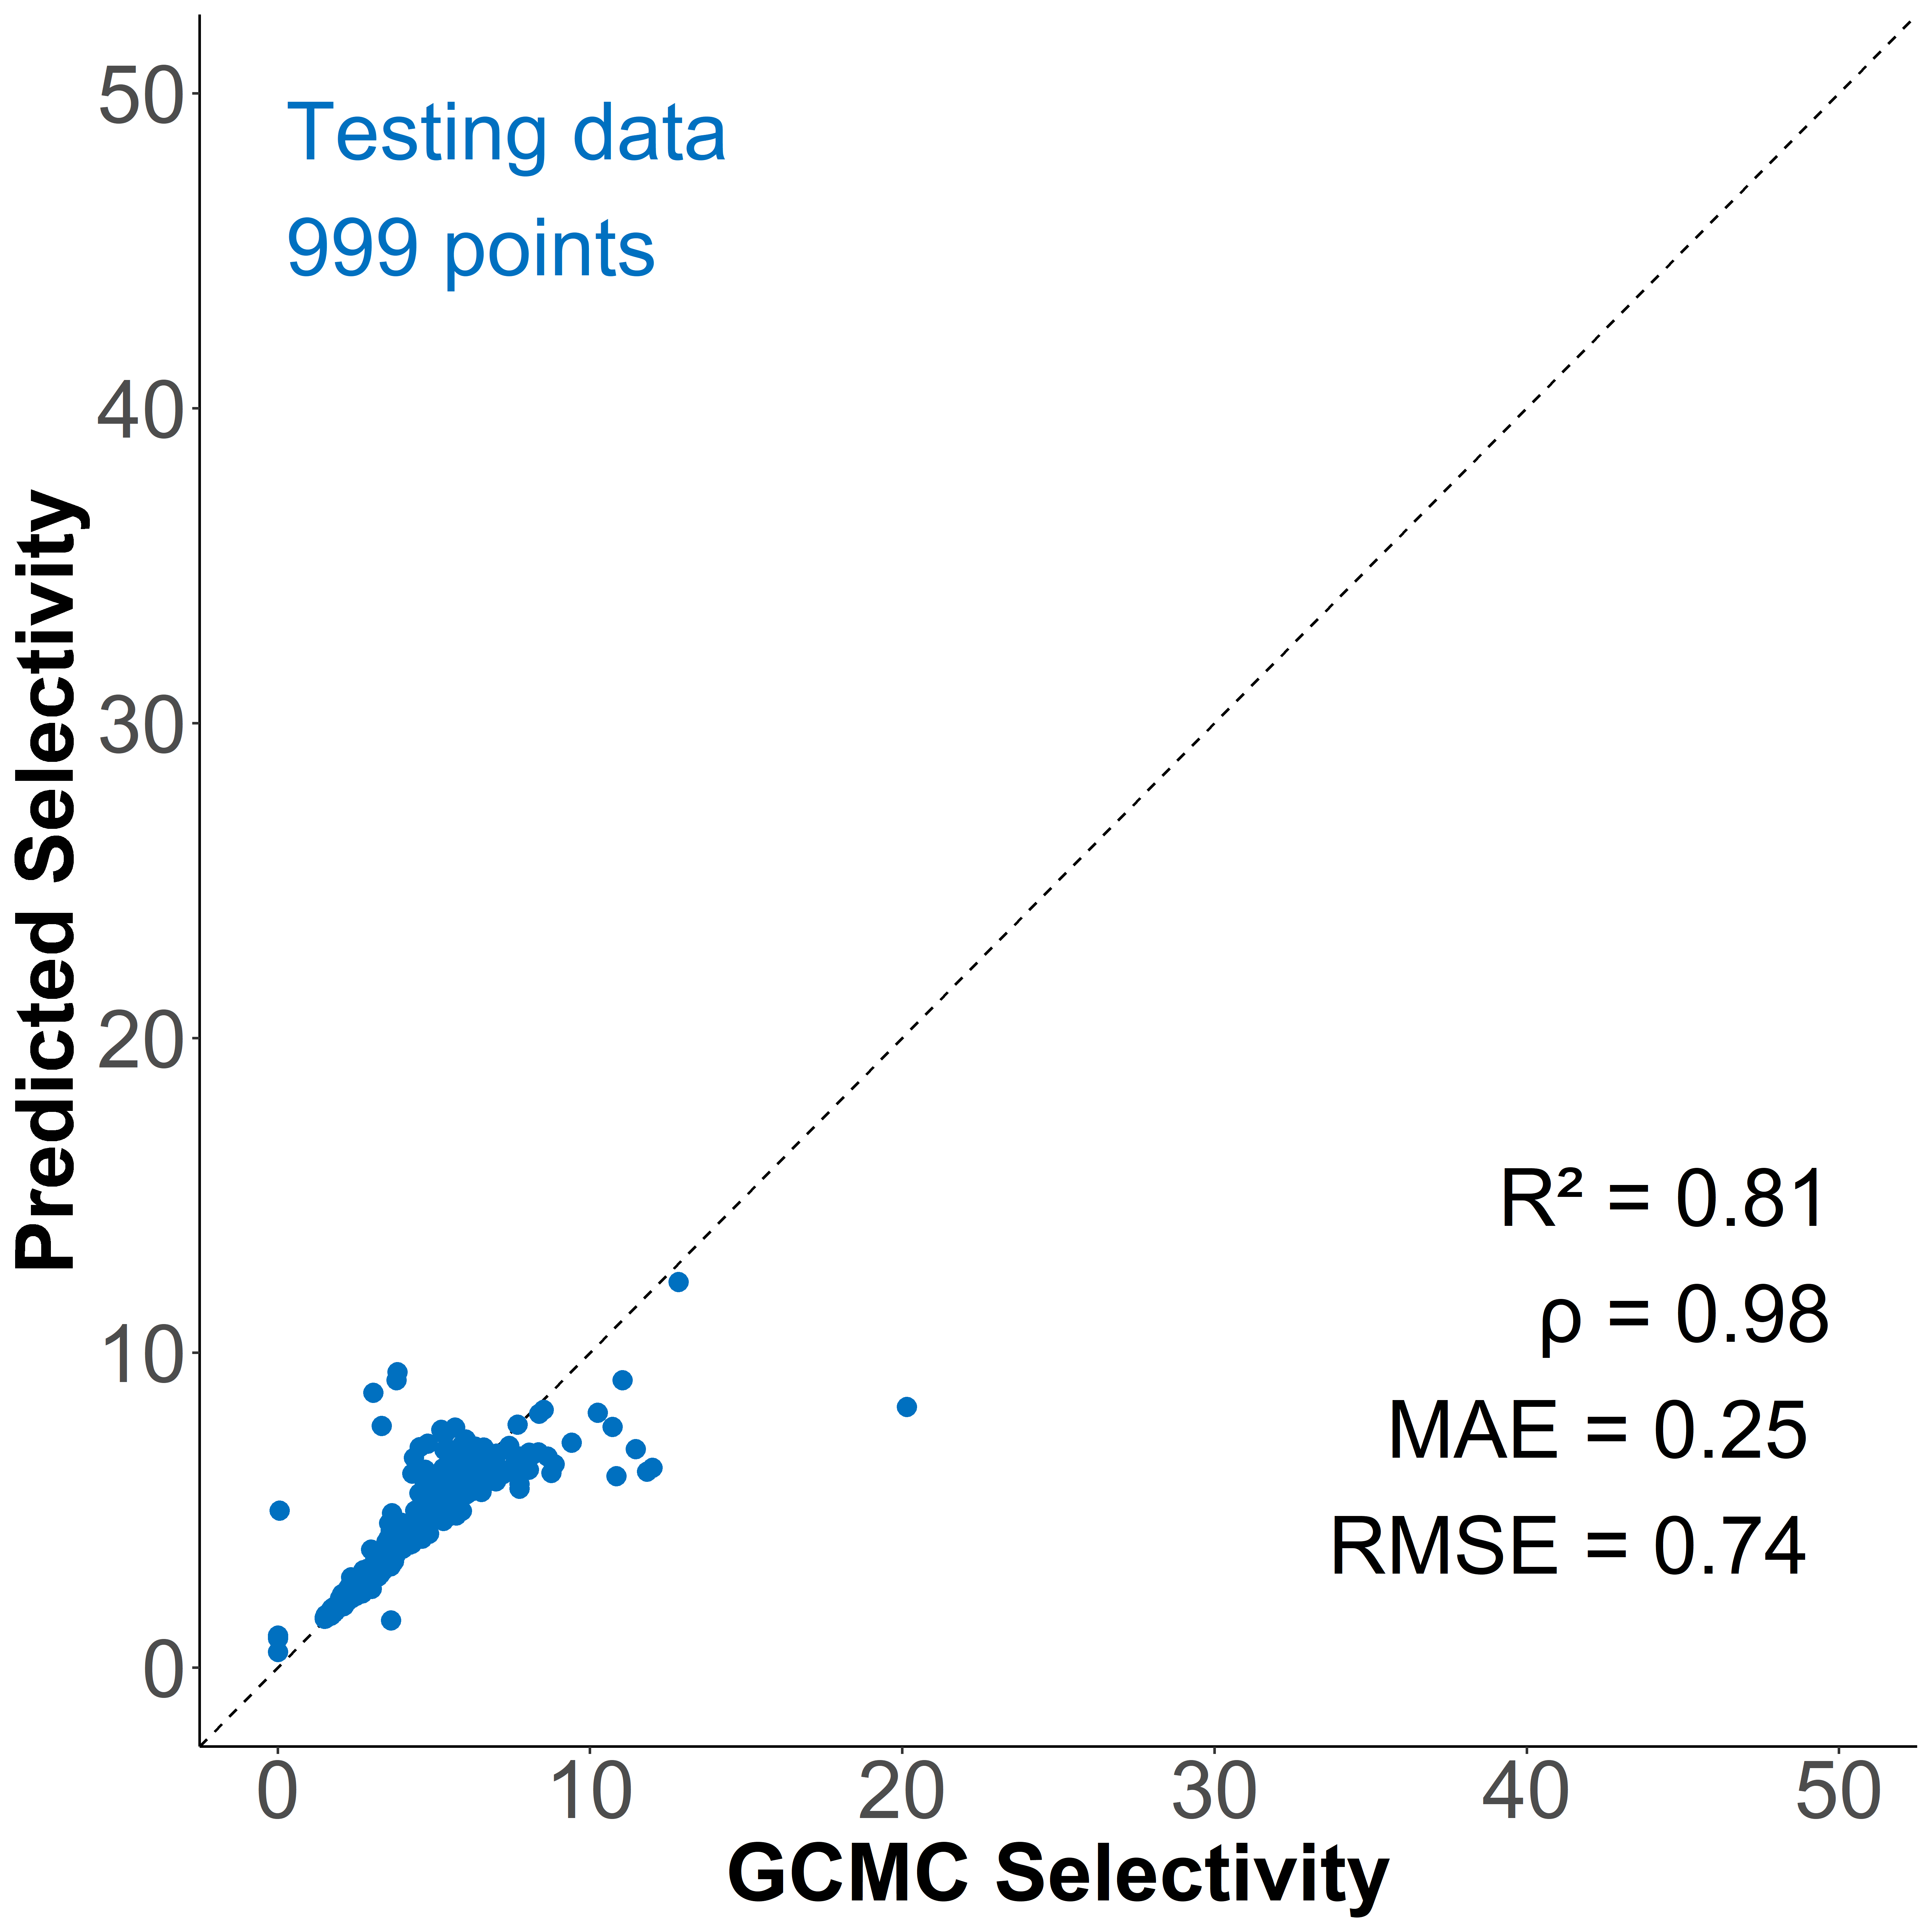 Testing data
999 points
50
40
30
20
10
0
Predicted Selectivity
R² = 0.81
ρ = 0.98
MAE = 0.25
RMSE = 0.74
0 10 20 30 40 50
GCMC Selectivity